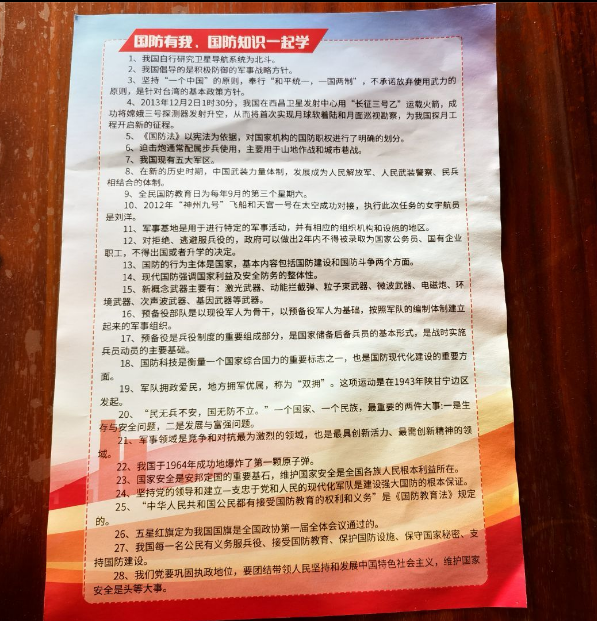 国防有我、国防知识一起学
1、我国自行研究卫星导航系统为北斗。
2、我国倡导的是积极防御的军事战略方针。
3、坚持“一个中国”的原则，奉行“和平统一，一国两制”，不承诺放弃使用武力的
原则，是针对台湾的基本政策方针。
4、2013年12月2日1时30分，我国在西昌卫星发射中心用“长征三号乙”运载火箭，成
功将嫦娥三号探测器发射升空，从而将首次实现月球软着陆和月面巡视勘察，为我国探月工
程开启新的征程。
5、《国防法》以宪法为依据，对国家机构的国防职权进行了明确的划分。
6、迫击炮通常配属步兵使用，主要用于山地作战和城市巷战。
7、我国现有五大军区。
8、在新的历史时期，中国武装力量体制，发展成为人民解放军、人民武装警察、民兵
相结合的体制。
9、全民国防教育日为每年9月的第三个星期六。
10、2012年“神州九号”飞船和天宫一号在太空成功对接，执行此次任务的女宇航员
是刘洋。
11、军事基地是用于进行特定的军事活动，并有相应的组织机构和设施的地区。
12、对拒绝、逃避服兵役的，政府可以做出2年内不得被录取为国家公务员、国有企业
职工，不得出国或者升学的决定。
13、国防的行为主体是国家，基本内容包括国防建设和国防斗争两个方面。
14、现代国防强调国家利益及安全防务的整体性。
15、新概念武器主要有：激光武器、动能拦截弹、粒子束武器、微波武器、电磁炮、环
境武器、次声波武器、基因武器等武器。
16、预备役部队是以现役军人为骨干，以预备役军人为基础，按照军队的编制体制建立
起来的军事组织。
17、预备役是兵役制度的重要组成部分，是国家储备后备兵员的基本形式，是战时实施
兵员动员的主要基础。
18、国防科技是衡量一个国家综合国力的重要标志之一，也是国防现代化建设的重要方
面。
19、军队拥政爱民，地方拥军优属，称为“双拥”。这项运动是在1943年陕甘宁边区
发起。
20、“民无兵不安，国无防不立。”一个国家、一个民族，最重要的两件大事:一是生
存与安全问题，二是发展与富强问题。
21、军事领域是竞争和对抗最为激烈的领域，也是最具创新活力、最需创新精神的领
域。
22、我国于1964年成功地爆炸了第一颗原子弹。
23、国家安全是安邦定国的重要基石，维护国家安全是全国各族人民根本利益所在。
24、坚持党的领导和建立一支忠于党和人民的现代化军队是建设强大国防的根本保证。
25、“中华人民共和国公民都有接受国防教育的权利和义务”是《国防教育法》规定
的。
26、五星红旗定为我国国旗是全国政协第一届全体会议通过的。
27、我国每一名公民有义务服兵役、接受国防教育、保护国防设施、保守国家秘密、支
持国防建设。
28、我们党要巩固执政地位，要团结带领人民坚持和发展中国特色社会主义，维护国家
安全是头等大事。